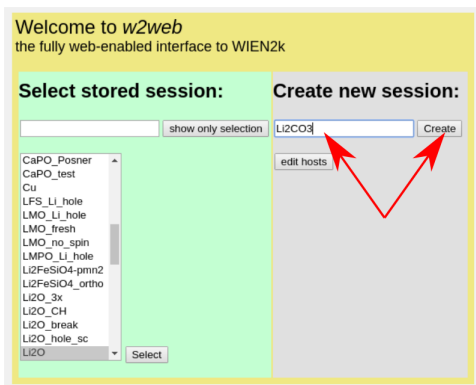 Welcome to w2web
the fully web-enabled interface to WIEN2k
Select stored session:
show only selection
CaPO_Posner
CaPO_test
Cu
LFS_Li_hole
LMO_Li_hole
LMO_fresh
LMO_no_spin
LMPO_Li_hole
Li2FeSiO4-pmn2
Li2FeSiO4_ortho
Li2O_3x
Li2O_CH
Li2O_break
Li2O_hole_sc
Li2O
Select
Create new session:
Li2CO3
Create
edit hosts